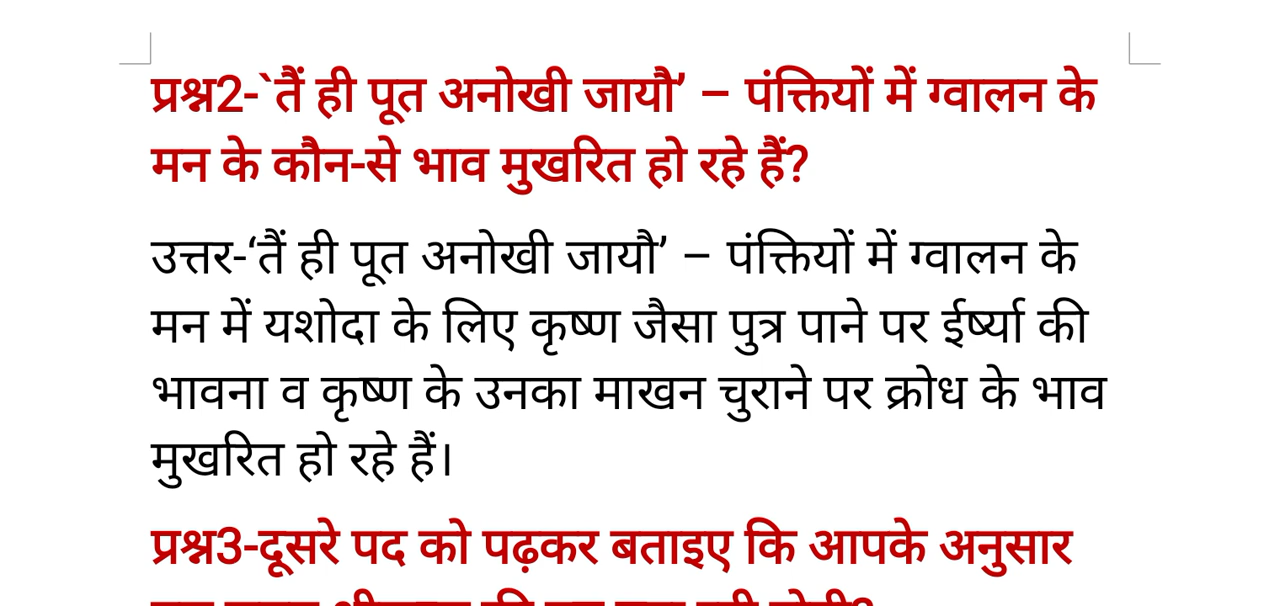 प्रश्न2-`तैं ही पूत अनोखी जायौ’ – पंक्तियों में ग्वालन के
मन के कौन-से भाव मुखरित हो रहे हैं?
उत्तर-‘तैं ही पूत अनोखी जायौ’ – पंक्तियों में ग्वालन के
मन में यशोदा के लिए कृष्ण जैसा पुत्र पाने पर ईर्ष्या की
भावना व कृष्ण के उनका माखन चुराने पर क्रोध के भाव
मुखरित हो रहे हैं।
प्रश्न3-दूसरे पद को पढ़कर बताइए कि आपके अनुसार